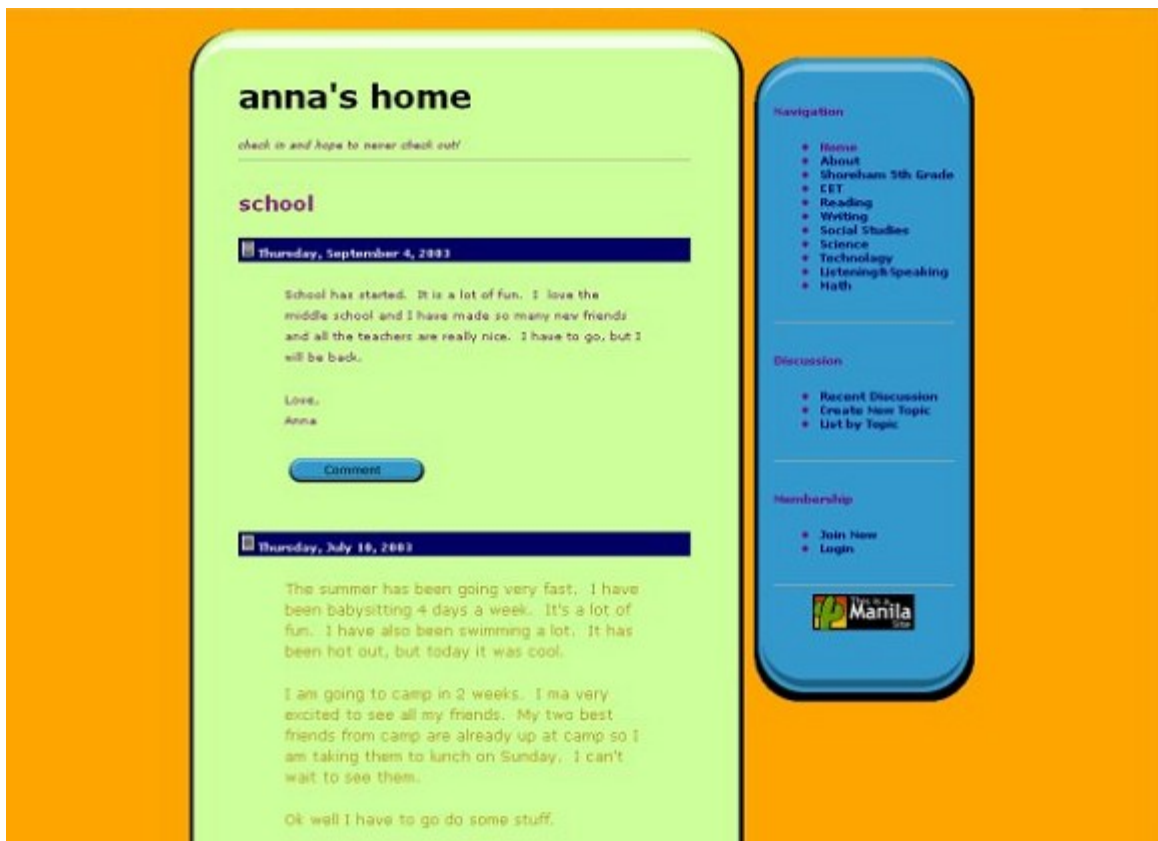 anna's home
check in and hope to never check out!
school
Thursday, September 4, 2003
School has started. It is a lot of fun. I love the
middle school and I have made so many new friends
and all the teachers are really nice. I have to go, but I
will be back.
Love,
Anna
Comment
Thursday, July 10, 2003
The summer has been going very fast. I have
been babysitting 4 days a week. It's a lot of
fun. I have also been swimming a lot. It has
been hot out, but today it was cool.
I am going to camp in 2 weeks. I ma very
excited to see all my friends. My two best
friends from camp are already up at camp so I
am taking them to lunch on Sunday. I can't
wait to see them.
Ok well I have to go do some stuff.
Navigation
Home
About
Shoreham 5th Grade
CET
Reading
Writing
Social Studies
Science
Technology
Listening&Speaking
Math
Discussion
Recent Discussion
Create New Topic
List by Topic
Membership
Join New
Login
This is a
Manila
Site